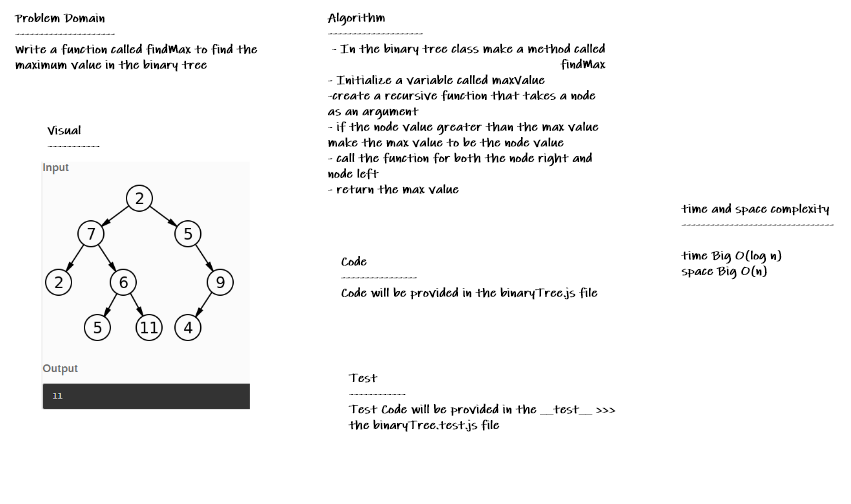 Problem Domain
--------------------
Write a function called findMax to find the
maximum value in the binary tree
Visual
-----------
Input
2
7
5
2
6
9
5
11
4
Output
11
Algorithm
-------------------
- In the binary tree class make a method called
findMax
- Initialize a variable called maxValue
-create a recursive function that takes a node
as an argument
- if the node value greater than the max value
make the max value to be the node value
- call the function for both the node right and
node left
- return the max value
Code
----------------
Code will be provided in the binaryTree.js file
Test
------------
Test Code will be provided in the __test__ >>>
the binaryTree.test.js file
time and space complexity
--------------------------------
time Big O(log n)
space Big O(n)